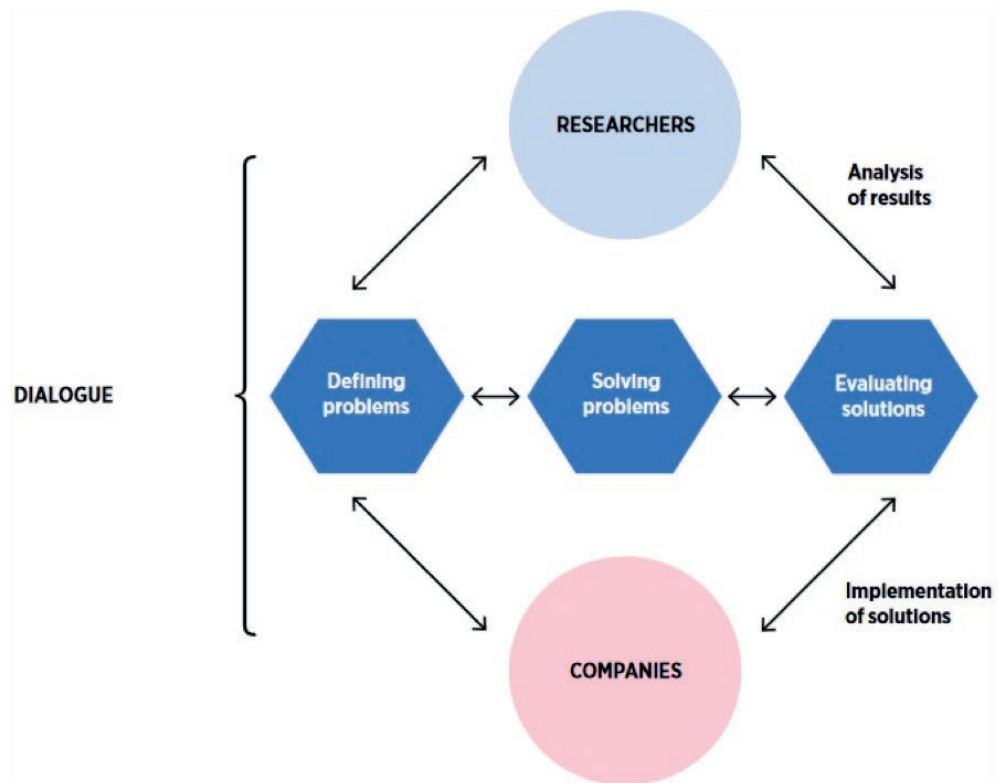 RESEARCHERS
Analysis
of results
DIALOGUE
Defining
problems
Solving
problems
Evaluating
solutions
Implementation
of solutions
COMPANIES